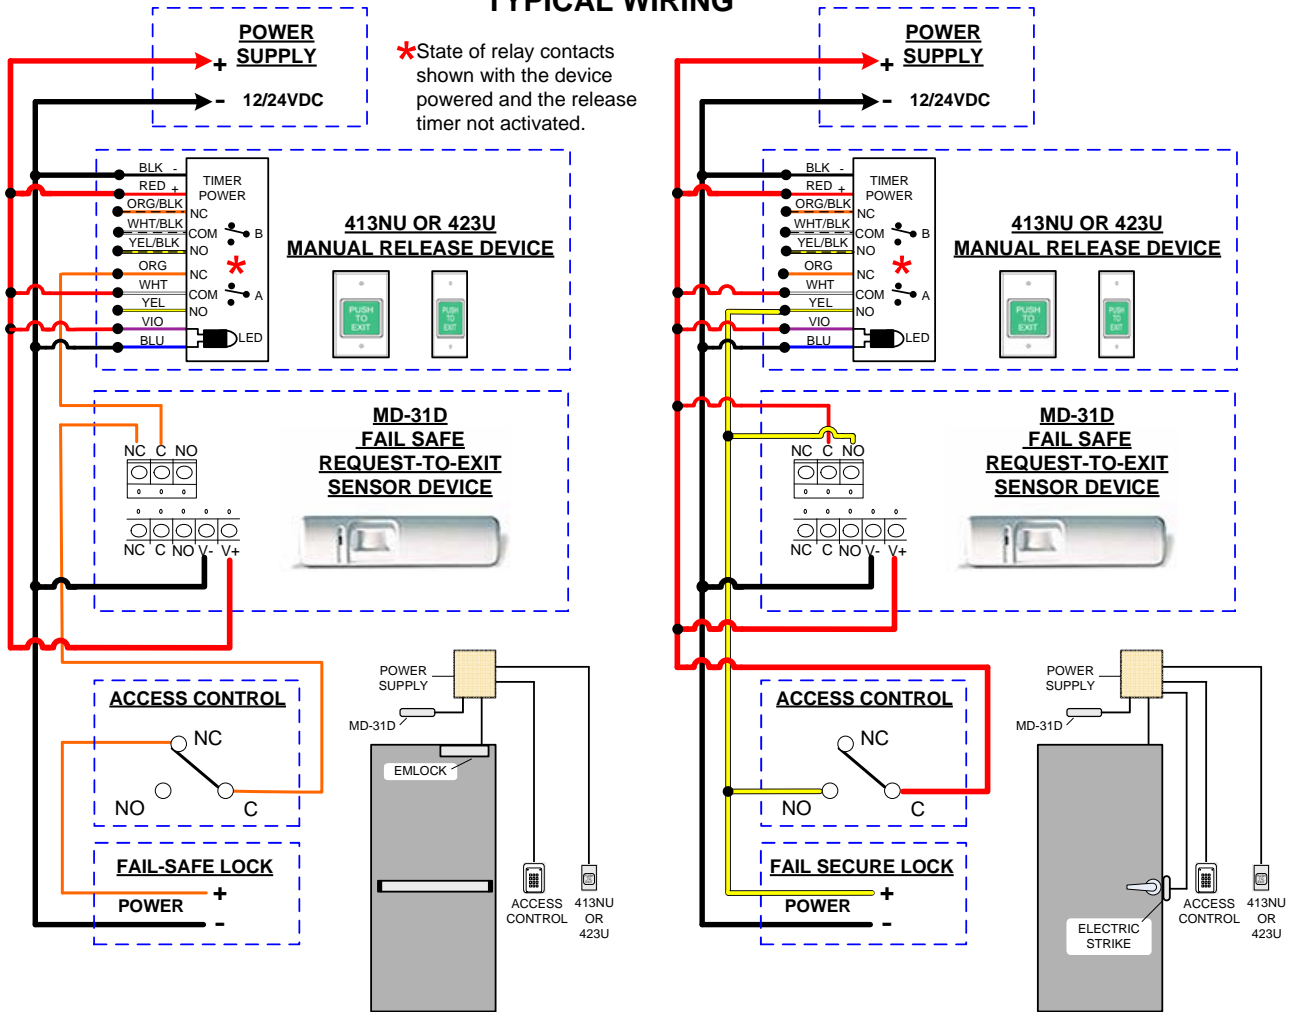 TYPICAL WIRING
POWER
SUPPLY
+
- 12/24VDC
*State of relay contacts
shown with the device
powered and the release
timer not activated.
BLK -
RED +
ORG/BLK
WHT/BLK
YEL/BLK
ORG
WHT
YEL
VIO
BLU
TIMER
POWER
NC
COM B
NO
*
NC
COM A
NO
LED
413NU OR 423U
MANUAL RELEASE DEVICE
PUSH
TO
EXIT
PUSH
TO
EXIT
MD-31D
FAIL SAFE
REQUEST-TO-EXIT
SENSOR DEVICE
NC C NO
NC C NO V- V+
ACCESS CONTROL
NC
NO
C
FAIL-SAFE LOCK
+
POWER
-
POWER
SUPPLY
MD-31D
EMLOCK
ACCESS
CONTROL
413NU
OR
423U
POWER
SUPPLY
+
- 12/24VDC
BLK -
RED +
ORG/BLK
WHT/BLK
YEL/BLK
ORG
WHT
YEL
VIO
BLU
TIMER
POWER
NC
COM B
NO
*
NC
COM A
NO
LED
413NU OR 423U
MANUAL RELEASE DEVICE
PUSH
TO
EXIT
PUSH
TO
EXIT
MD-31D
FAIL SAFE
REQUEST-TO-EXIT
SENSOR DEVICE
NC C NO
NC C NO V- V+
ACCESS CONTROL
NC
NO
C
FAIL SECURE LOCK
+
POWER
-
POWER
SUPPLY
MD-31D
ELECTRIC
STRIKE
ACCESS
CONTROL
413NU
OR
423U